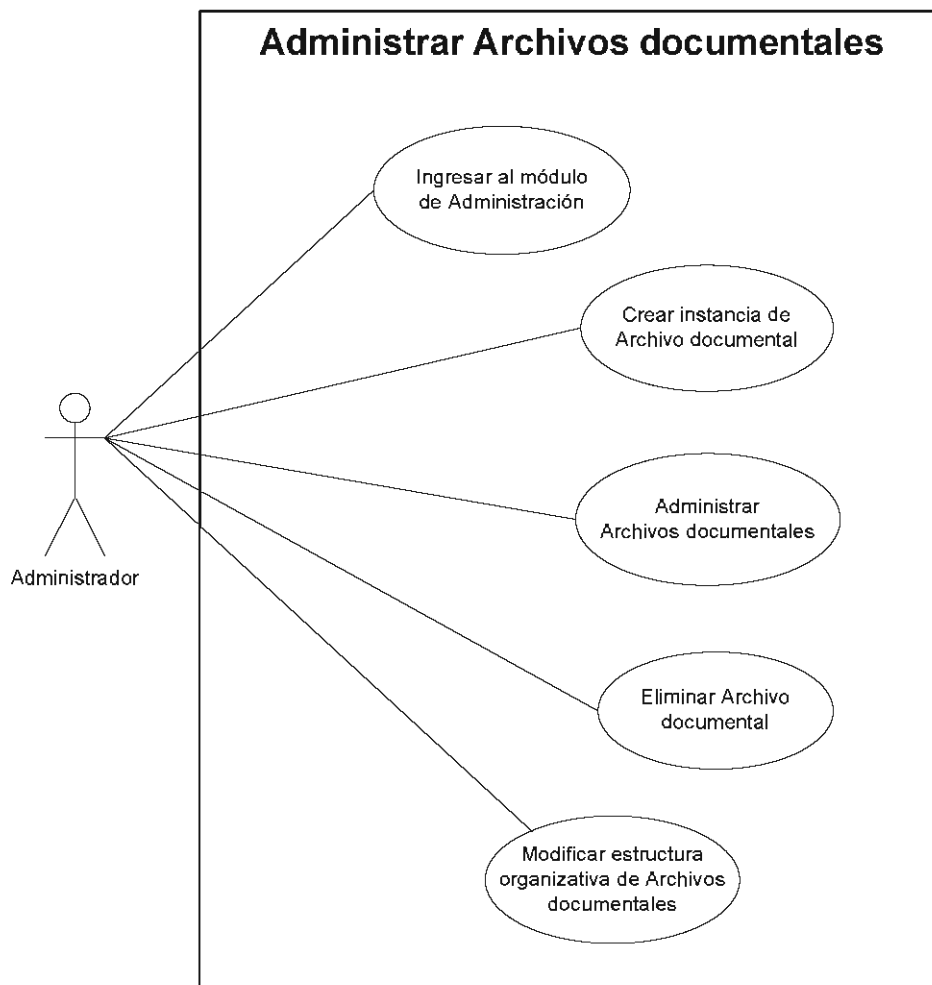 Administrar Archivos documentales
Ingresar al módulo
de Administración
Crear instancia de
Archivo documental
Administrar
Archivos documentales
Administrador
Eliminar Archivo
documental
Modificar estructura
organizativa de Archivos
documentales